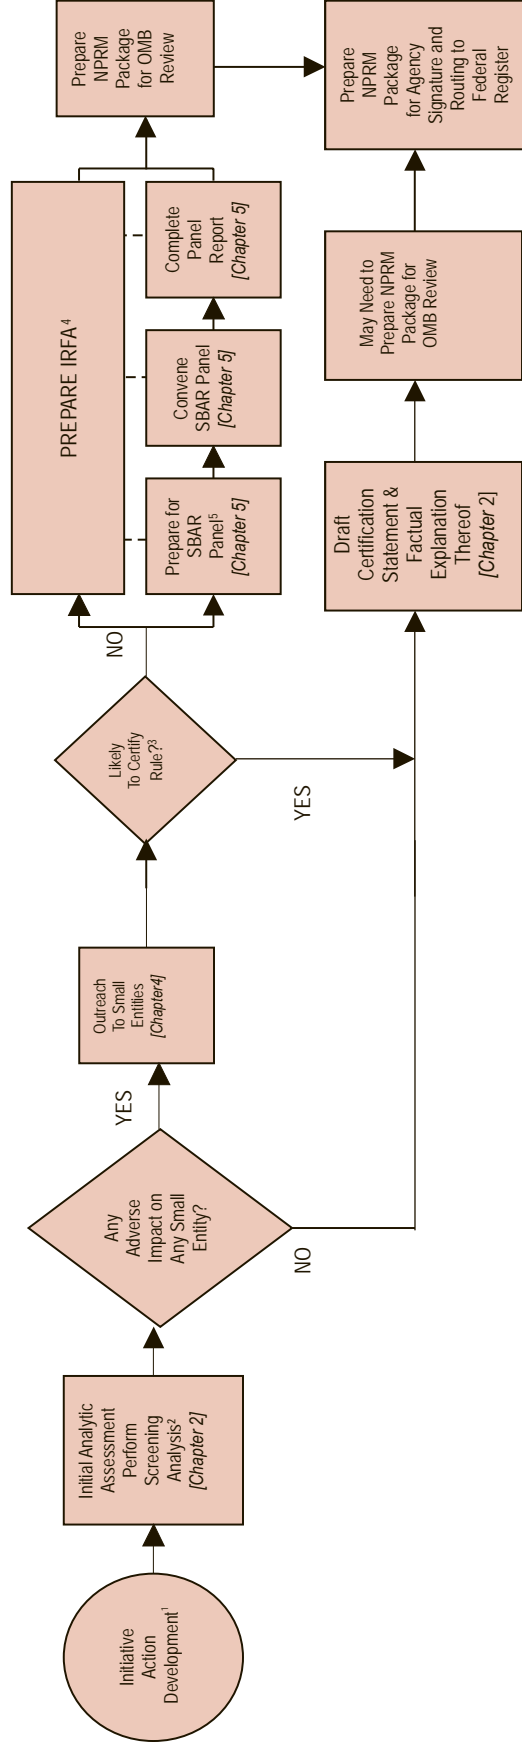 Initiative
Action
Development¹
Initial Analytic
Assessment
Perform
Screening
Analysis²
[Chapter 2]
Any
Adverse
Impact on
Any Small
Entity?
YES
NO
Outreach
To Small
Entities
[Chapter4]
Likely
To Certify
Rule?³
NO
YES
PREPARE IRFA⁴
Prepare for
SBAR
Panel⁵
[Chapter 5]
Convene
SBAR Panel
[Chapter 5]
Complete
Panel
Report
[Chapter 5]
Prepare
NPRM
Package
for OMB
Review
Draft
Certification
Statement &
Factual
Explanation
Thereof
[Chapter 2]
May Need to
Prepare NPRM
Package for
OMB Review
Prepare
NPRM
Package
for Agency
Signature and
Routing to
Federal
Register